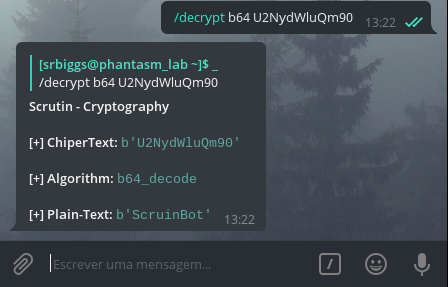 /decrypt b64 U2NydWluQm90
13:22
[srbiggs@phantasm_lab ~]$ _
/decrypt b64 U2NydWluQm90
Scrutin - Cryptography
[+] ChiperText: b'U2NydWluQm90'
[+] Algorithm: b64_decode
[+] Plain-Text: b'ScruinBot'
13:22
Escrever uma mensagem...